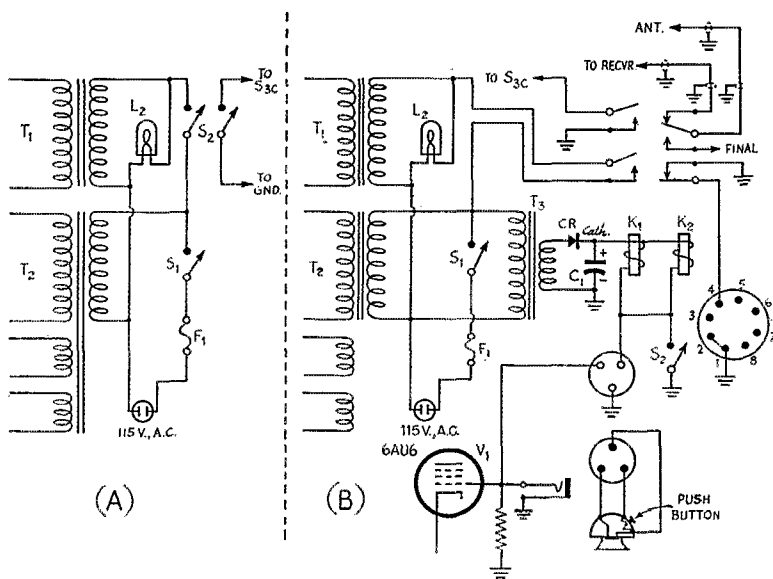 T1
L2
S2
TO
S3C
TO
GND.
T2
S1
F1
115 V., A.C.
(A)
ANT.
TO RECVR
TO S3C
FINAL
T1
L2
T3
T2
S1
CR
Cath.
+
C1
–
K1
K2
F1
S2
1
2
3
4
5
6
7
8
115 V., A.C.
6AU6
V1
PUSH
BUTTON
(B)